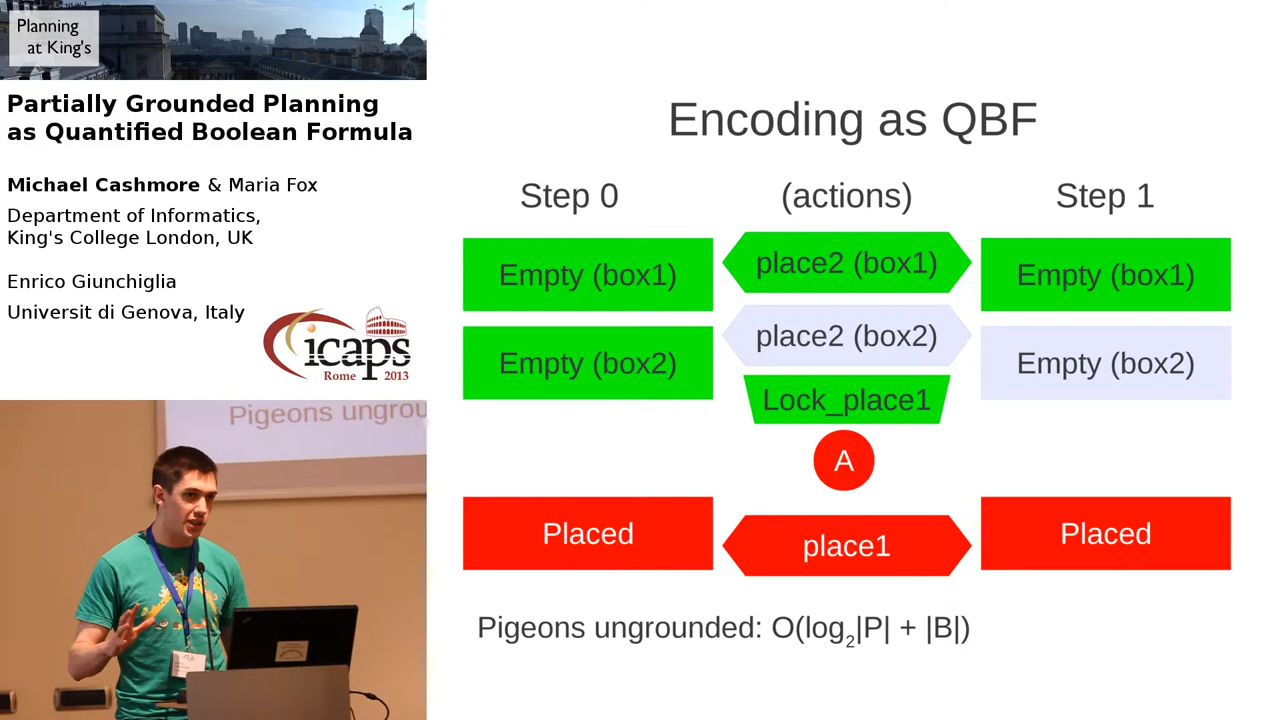 Planning
at King's
Partially Grounded Planning
as Quantified Boolean Formula
Michael Cashmore & Maria Fox
Department of Informatics,
King's College London, UK
Enrico Giunchiglia
Universit di Genova, Italy
icaps
Rome 2013
Pigeons ungrou
Encoding as QBF
Step 0 (actions) Step 1
Empty (box1) place2 (box1) Empty (box1)
Empty (box2) place2 (box2) Empty (box2)
Lock_place1
A
Placed place1 Placed
Pigeons ungrounded: O(log₂|P| + |B|)